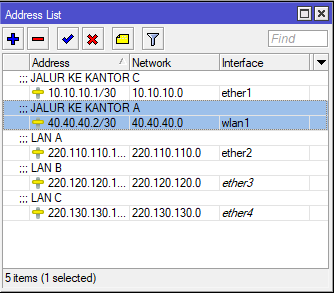 Address List
Find
Address Network Interface
;;; JALUR KE KANTOR C
10.10.10.1/30 10.10.10.0 ether1
;;; JALUR KE KANTOR A
40.40.40.2/30 40.40.40.0 wlan1
;;; LAN A
220.110.110.1... 220.110.110.0 ether2
;;; LAN B
220.120.120.1... 220.120.120.0 ether3
;;; LAN C
220.130.130.1... 220.130.130.0 ether4
5 items (1 selected)